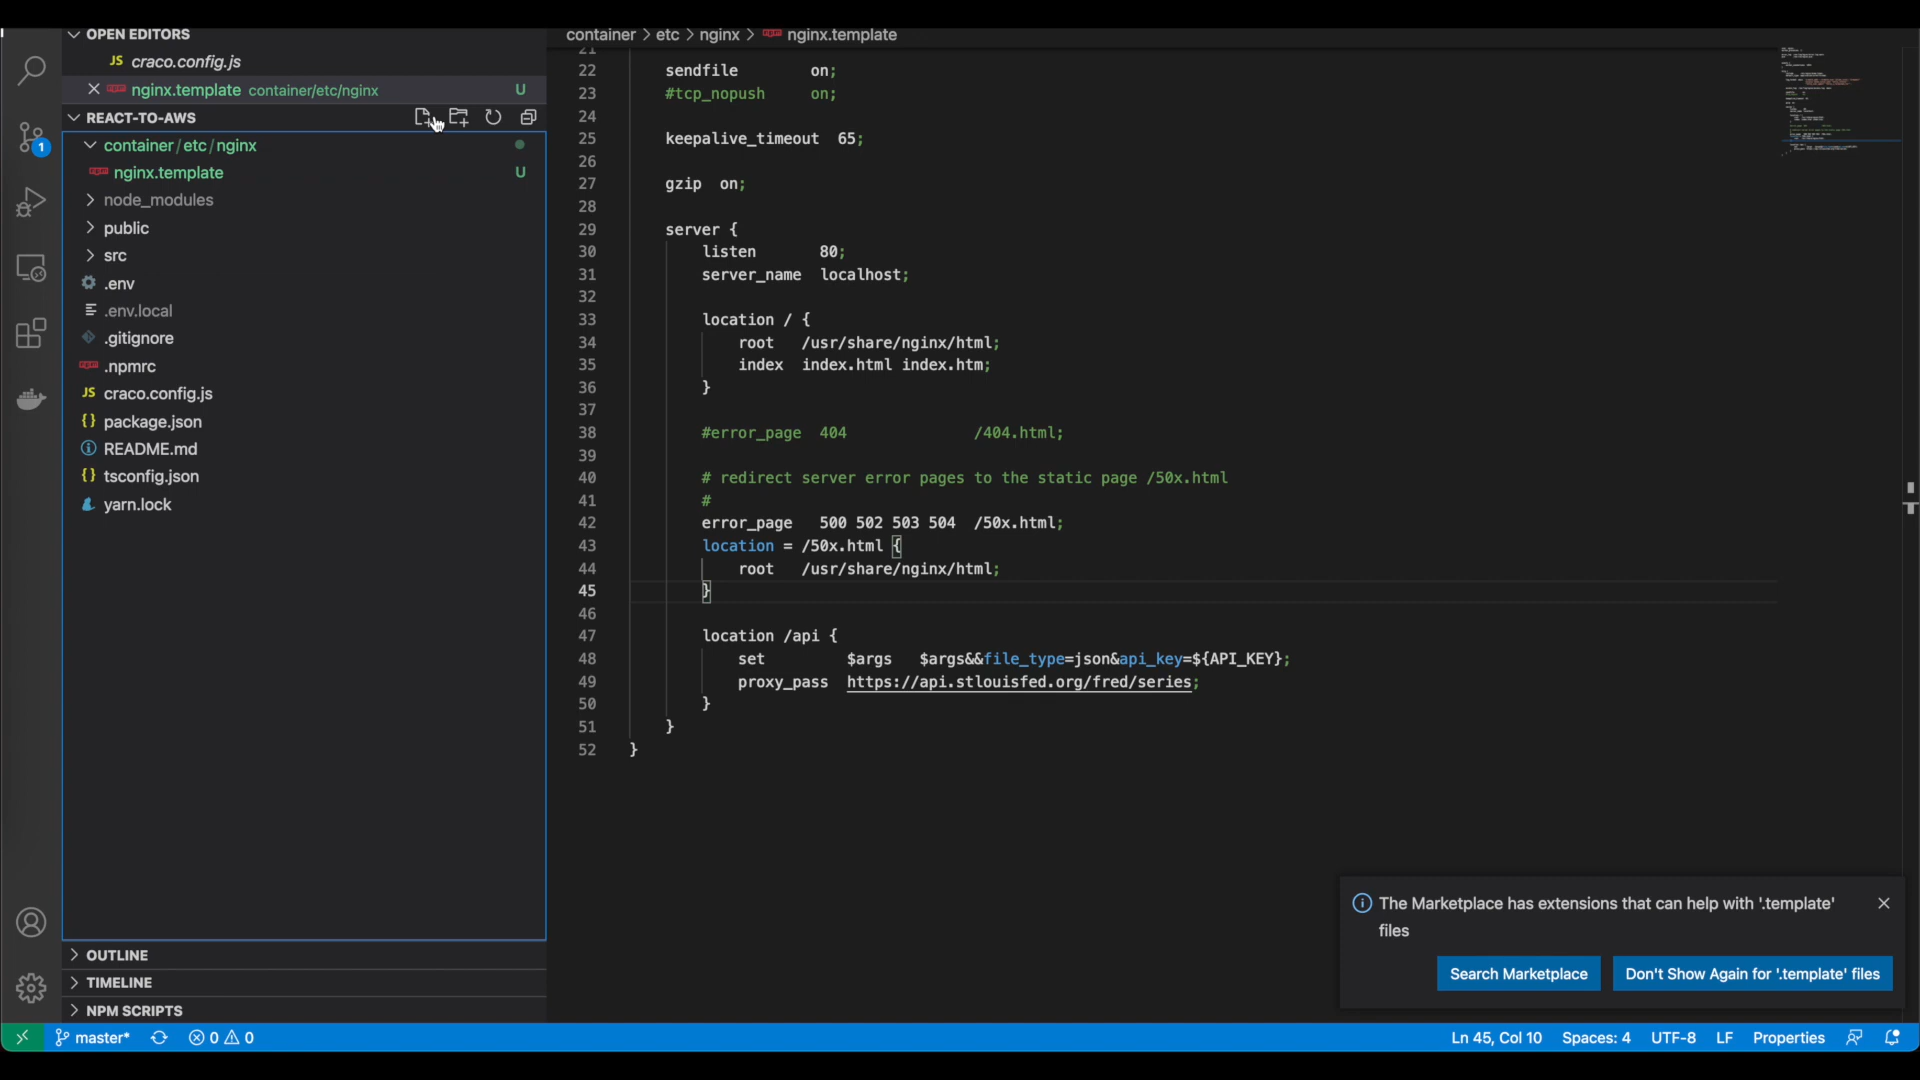 OPEN EDITORS
JS craco.config.js
nginx.template container/etc/nginx U
REACT-TO-AWS
container / etc / nginx
nginx.template U
node_modules
public
src
.env
.env.local
.gitignore
.npmrc
JS craco.config.js
{} package.json
README.md
{} tsconfig.json
yarn.lock
OUTLINE
TIMELINE
NPM SCRIPTS
1
container > etc > nginx > nginx.template
21
22 sendfile on;
23 #tcp_nopush on;
24
25 keepalive_timeout 65;
26
27 gzip on;
28
29 server {
30 listen 80;
31 server_name localhost;
32
33 location / {
34 root /usr/share/nginx/html;
35 index index.html index.htm;
36 }
37
38 #error_page 404 /404.html;
39
40 # redirect server error pages to the static page /50x.html
41 #
42 error_page 500 502 503 504 /50x.html;
43 location = /50x.html {
44 root /usr/share/nginx/html;
45 }
46
47 location /api {
48 set $args $args&&file_type=json&api_key=${API_KEY};
49 proxy_pass https://api.stlouisfed.org/fred/series;
50 }
51 }
52 }
The Marketplace has extensions that can help with '.template'
files
Search Marketplace
Don't Show Again for '.template' files
master* 0 0
Ln 45, Col 10 Spaces: 4 UTF-8 LF Properties